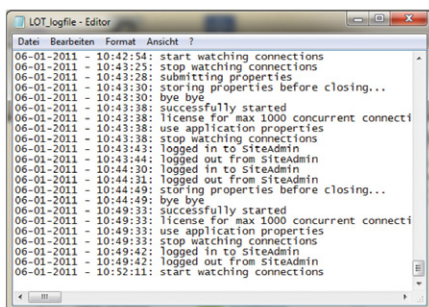 LOT_logfile - Editor
Datei Bearbeiten Format Ansicht ?
06-01-2011 - 10:42:54: start watching connections
06-01-2011 - 10:43:25: stop watching connections
06-01-2011 - 10:43:28: submitting properties
06-01-2011 - 10:43:30: storing properties before closing...
06-01-2011 - 10:43:30: bye bye
06-01-2011 - 10:43:38: successfully started
06-01-2011 - 10:43:38: license for max 1000 concurrent connecti
06-01-2011 - 10:43:38: use application properties
06-01-2011 - 10:43:38: stop watching connections
06-01-2011 - 10:43:43: logged in to SiteAdmin
06-01-2011 - 10:43:44: logged out from SiteAdmin
06-01-2011 - 10:44:30: logged in to SiteAdmin
06-01-2011 - 10:44:31: logged out from SiteAdmin
06-01-2011 - 10:44:49: storing properties before closing...
06-01-2011 - 10:44:49: bye bye
06-01-2011 - 10:49:33: successfully started
06-01-2011 - 10:49:33: license for max 1000 concurrent connecti
06-01-2011 - 10:49:33: use application properties
06-01-2011 - 10:49:33: stop watching connections
06-01-2011 - 10:49:42: logged in to SiteAdmin
06-01-2011 - 10:49:42: logged out from SiteAdmin
06-01-2011 - 10:52:11: start watching connections